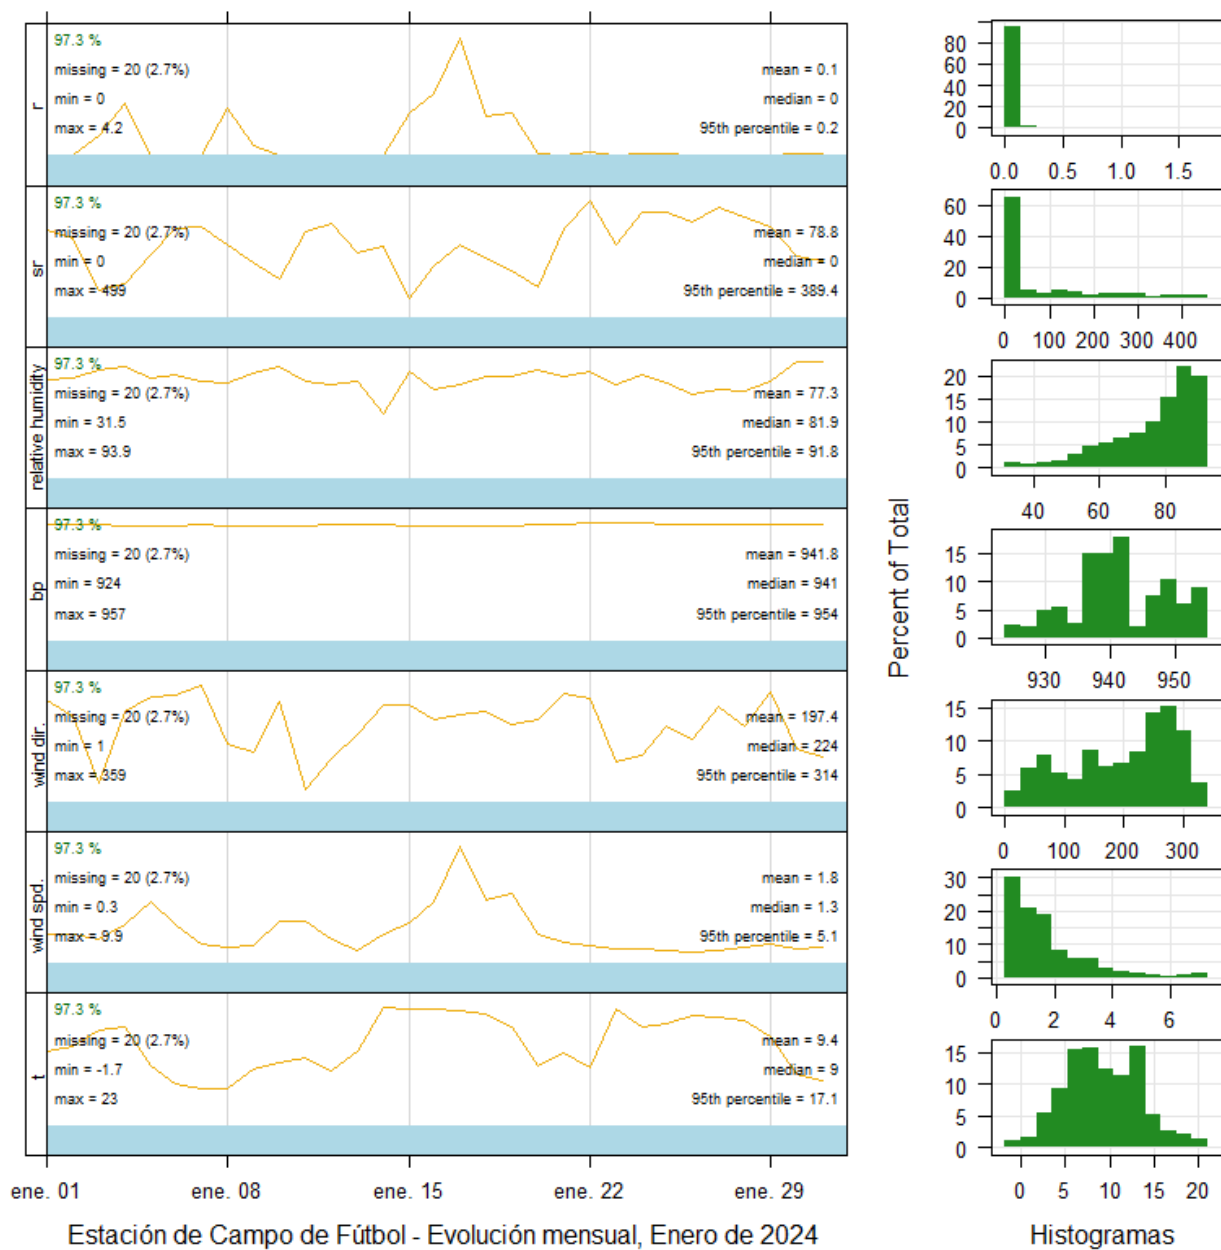 r
97.3 %
missing = 20 (2.7%)
min = 0
max = 4.2
mean = 0.1
median = 0
95th percentile = 0.2
sr
97.3 %
missing = 20 (2.7%)
min = 0
max = 499
mean = 78.8
median = 0
95th percentile = 389.4
relative humidity
97.3 %
missing = 20 (2.7%)
min = 31.5
max = 93.9
mean = 77.3
median = 81.9
95th percentile = 91.8
bp
97.3 %
missing = 20 (2.7%)
min = 924
max = 957
mean = 941.8
median = 941
95th percentile = 954
wind dir.
97.3 %
missing = 20 (2.7%)
min = 1
max = 359
mean = 197.4
median = 224
95th percentile = 314
wind spd.
97.3 %
missing = 20 (2.7%)
min = 0.3
max = 9.9
mean = 1.8
median = 1.3
95th percentile = 5.1
t
97.3 %
missing = 20 (2.7%)
min = -1.7
max = 23
mean = 9.4
median = 9
95th percentile = 17.1
ene. 01 ene. 08 ene. 15 ene. 22 ene. 29
Estación de Campo de Fútbol - Evolución mensual, Enero de 2024
Percent of Total
80
60
40
20
0
0.0 0.5 1.0 1.5
60
40
20
0
0 100 200 300 400
20
15
10
5
0
40 60 80
15
10
5
0
930 940 950
15
10
5
0
0 100 200 300
30
20
10
0
0 2 4 6
15
10
5
0
0 5 10 15 20
Histogramas